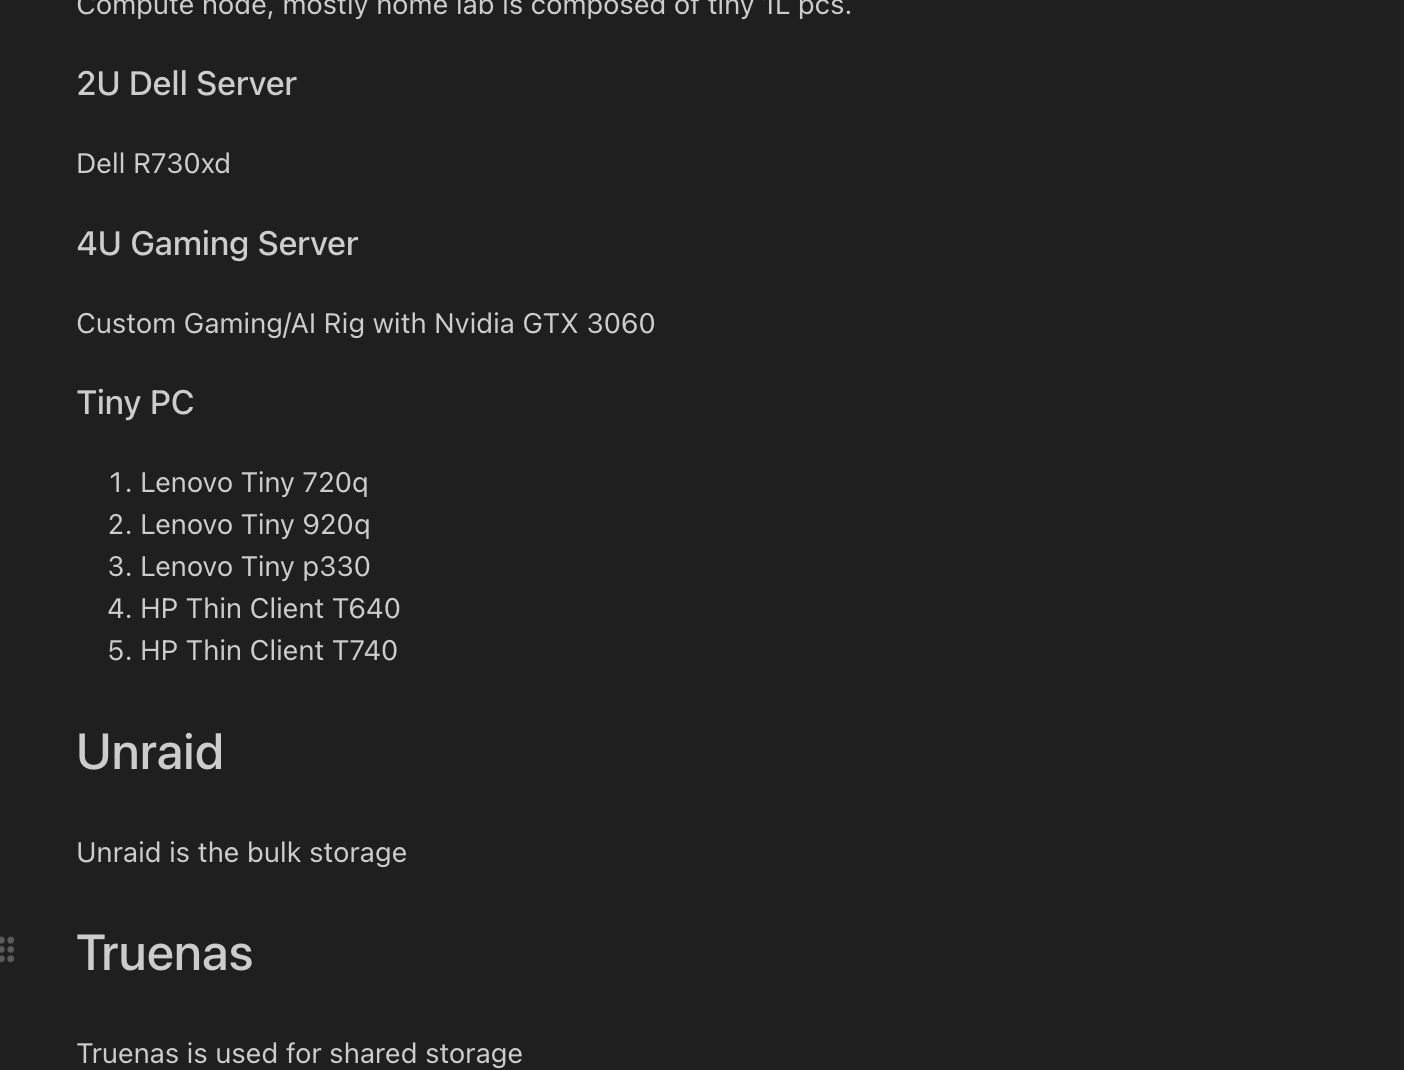 Compute node, mostly home lab is composed of tiny 1L pcs.
2U Dell Server
Dell R730xd
4U Gaming Server
Custom Gaming/AI Rig with Nvidia GTX 3060
Tiny PC
1. Lenovo Tiny 720q
2. Lenovo Tiny 920q
3. Lenovo Tiny p330
4. HP Thin Client T640
5. HP Thin Client T740
Unraid
Unraid is the bulk storage
Truenas
Truenas is used for shared storage